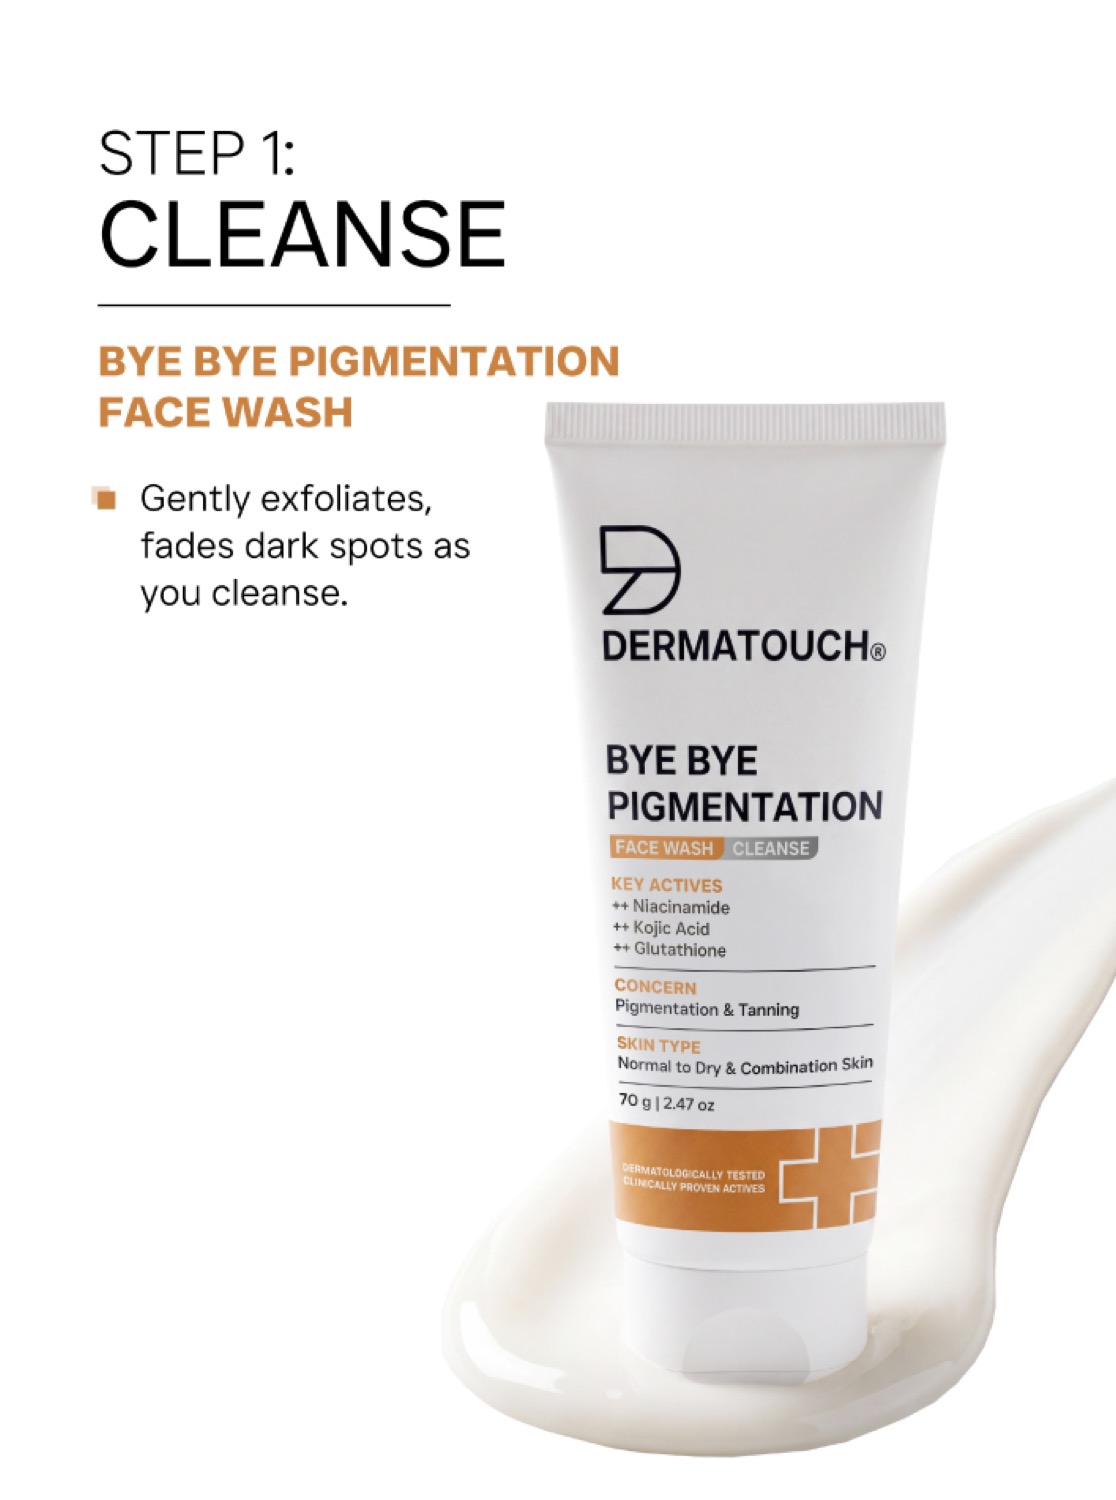 STEP 1:
CLEANSE
BYE BYE PIGMENTATION
FACE WASH
Gently exfoliates,
fades dark spots as
you cleanse.
DERMATOUCH®
BYE BYE
PIGMENTATION
FACE WASH CLEANSE
KEY ACTIVES
++ Niacinamide
++ Kojic Acid
++ Glutathione
CONCERN
Pigmentation & Tanning
SKIN TYPE
Normal to Dry & Combination Skin
70 g | 2.47 oz
DERMATOLOGICALLY TESTED
CLINICALLY PROVEN ACTIVES